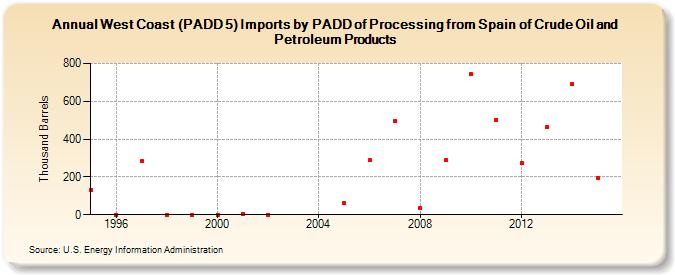 Annual West Coast (PADD 5) Imports by PADD of Processing from Spain of Crude Oil and
Petroleum Products
Thousand Barrels
800
600
400
200
0
1996
2000
2004
2008
2012
Source: U.S. Energy Information Administration